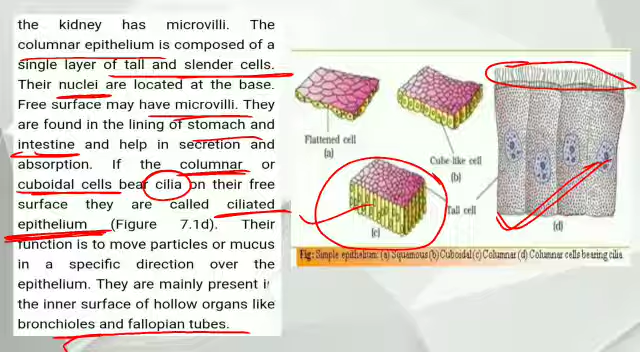 the kidney has microvilli. The
columnar epithelium is composed of a
single layer of tall and slender cells.
Their nuclei are located at the base.
Free surface may have microvilli. They
are found in the lining of stomach and
intestine and help in secretion and
absorption. If the columnar or
cuboidal cells bear cilia on their free
surface they are called ciliated
epithelium (Figure 7.1d). Their
function is to move particles or mucus
in a specific direction over the
epithelium. They are mainly present i
the inner surface of hollow organs like
bronchioles and fallopian tubes.
Flattened cell
(a)
Cube-like cell
(b)
Tall cell
(c)
(d)
Fig: Simple epithelium: (a) Squamous (b) Cuboidal (c) Columnar (d) Columnar cells bearing cilia